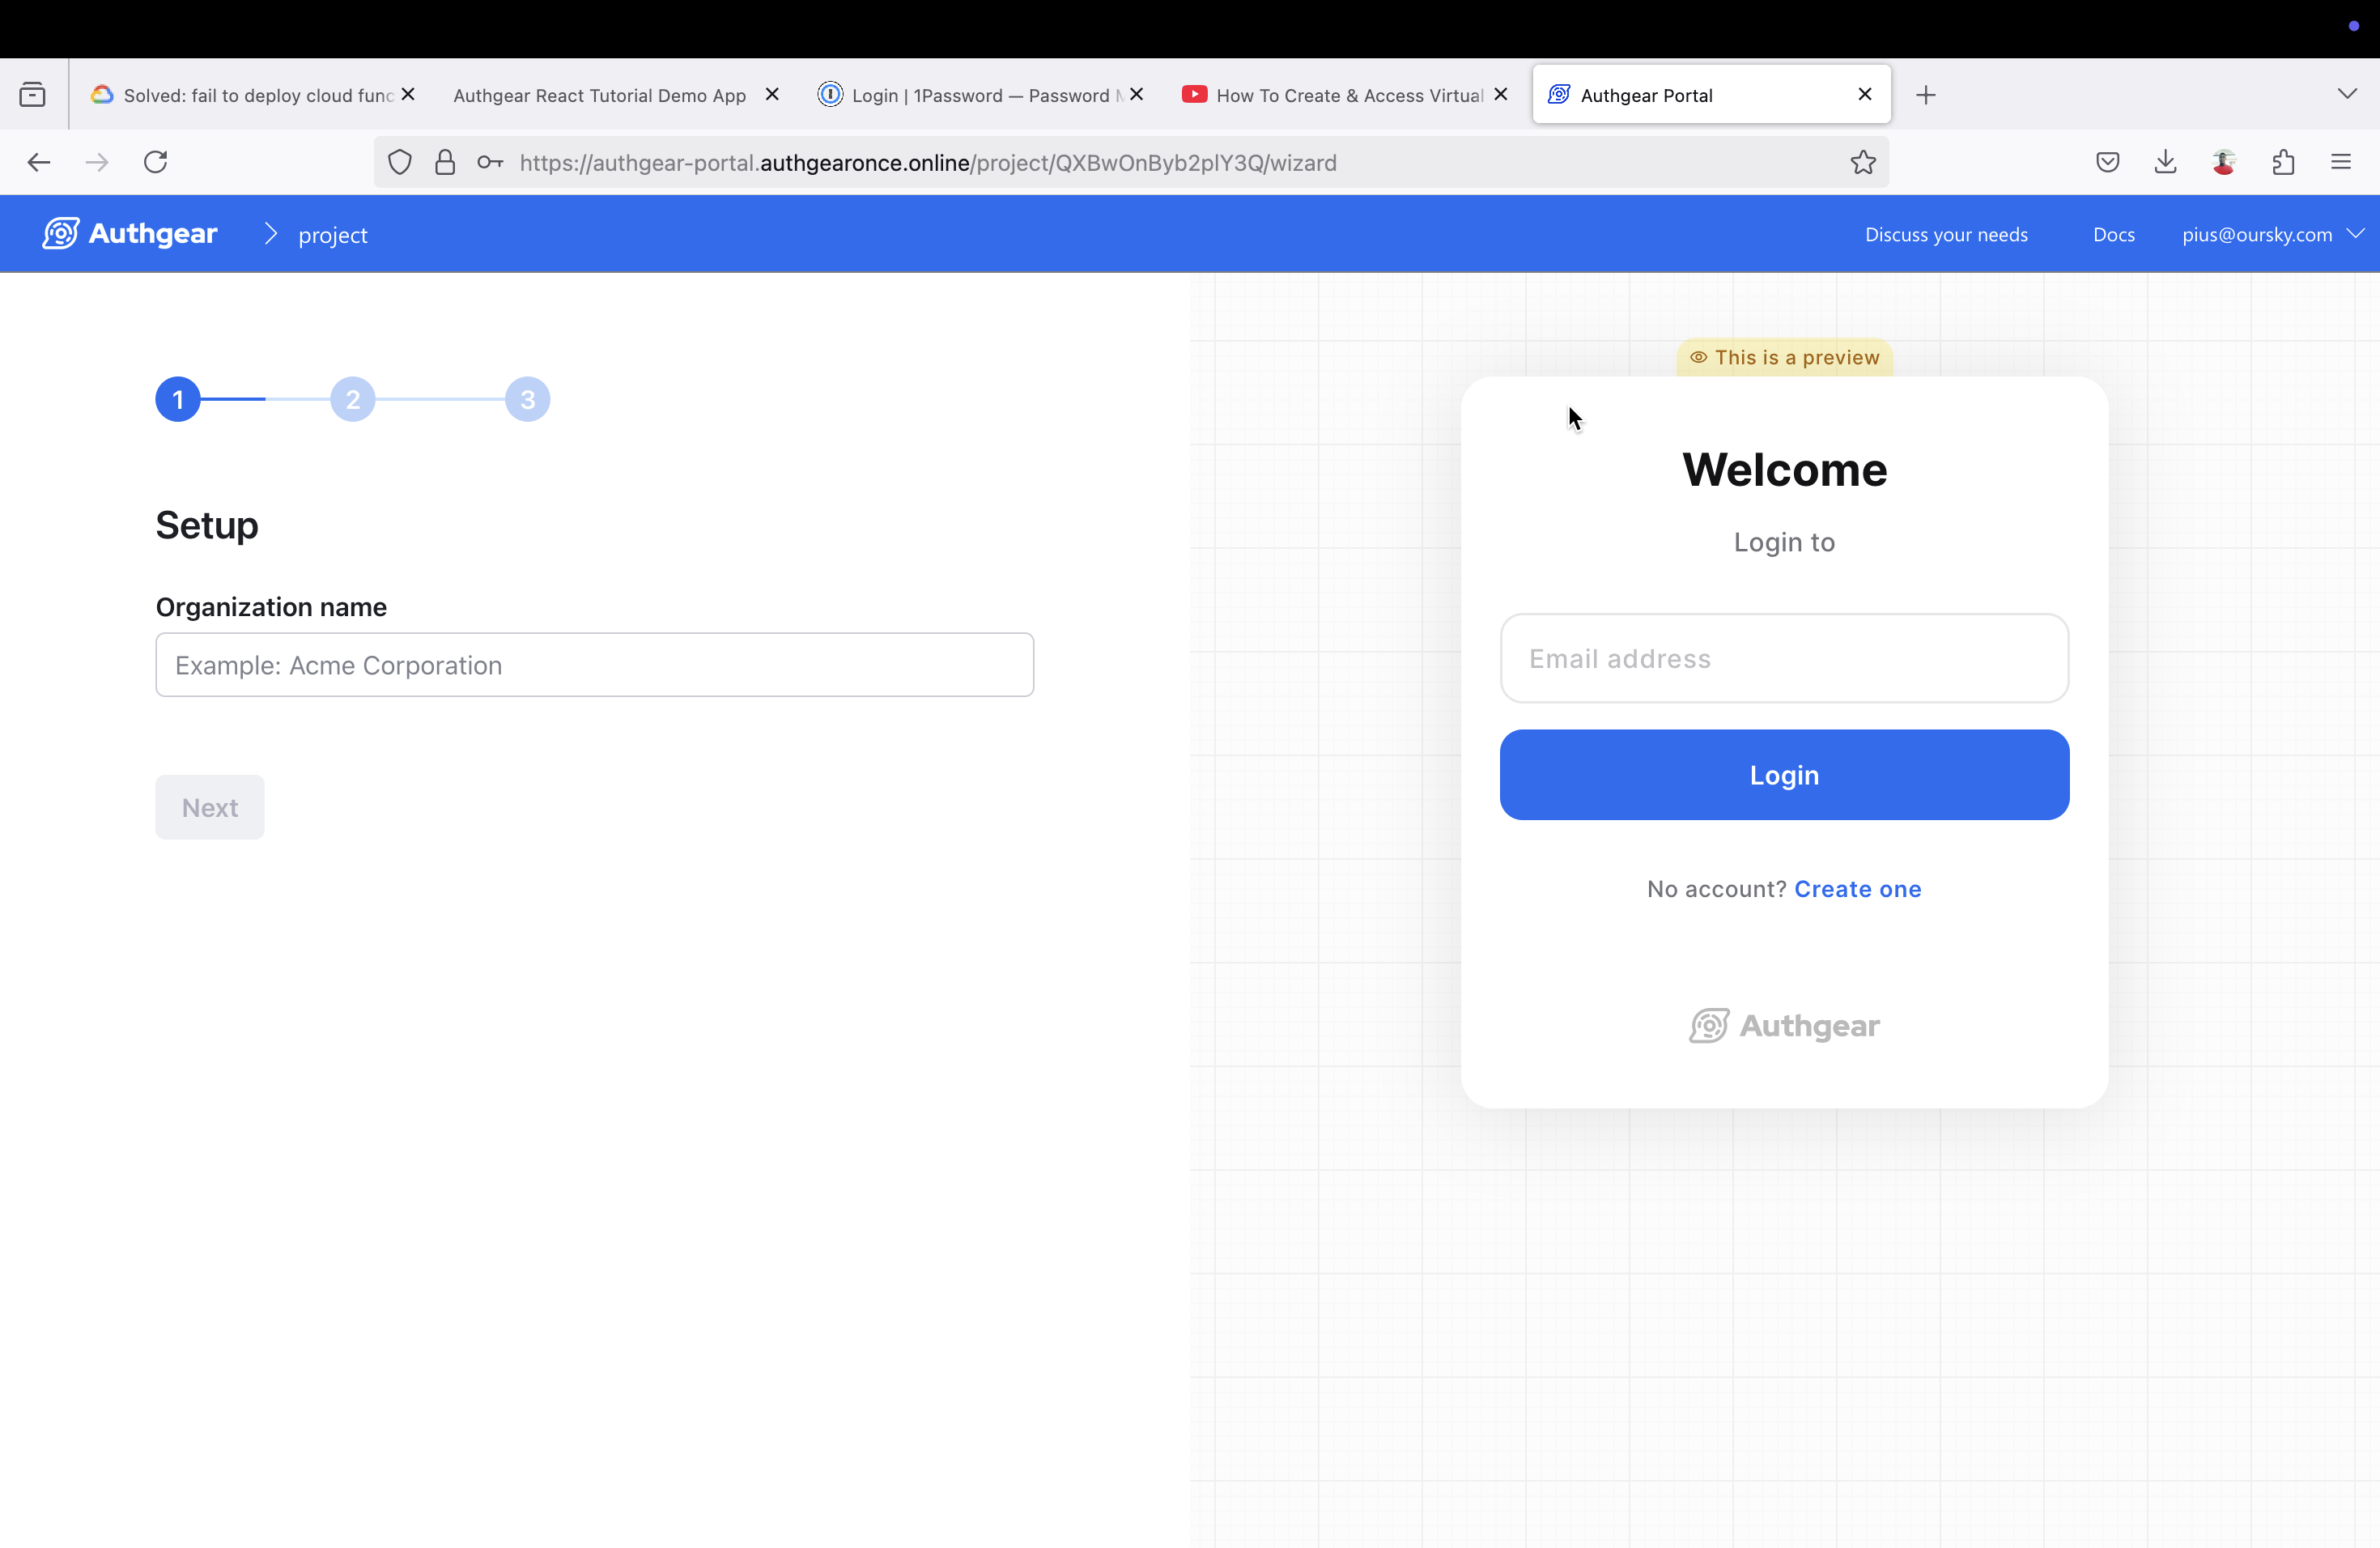 Solved: fail to deploy cloud func
Authgear React Tutorial Demo App
Login | 1Password — Password M
How To Create & Access Virtual
Authgear Portal
https://authgear-portal.authgearonce.online/project/QXBwOnByb2plY3Q/wizard
Authgear
project
Discuss your needs
Docs
pius@oursky.com
1
2
3
Setup
Organization name
Example: Acme Corporation
Next
This is a preview
Welcome
Login to
Email address
Login
No account? Create one
Authgear